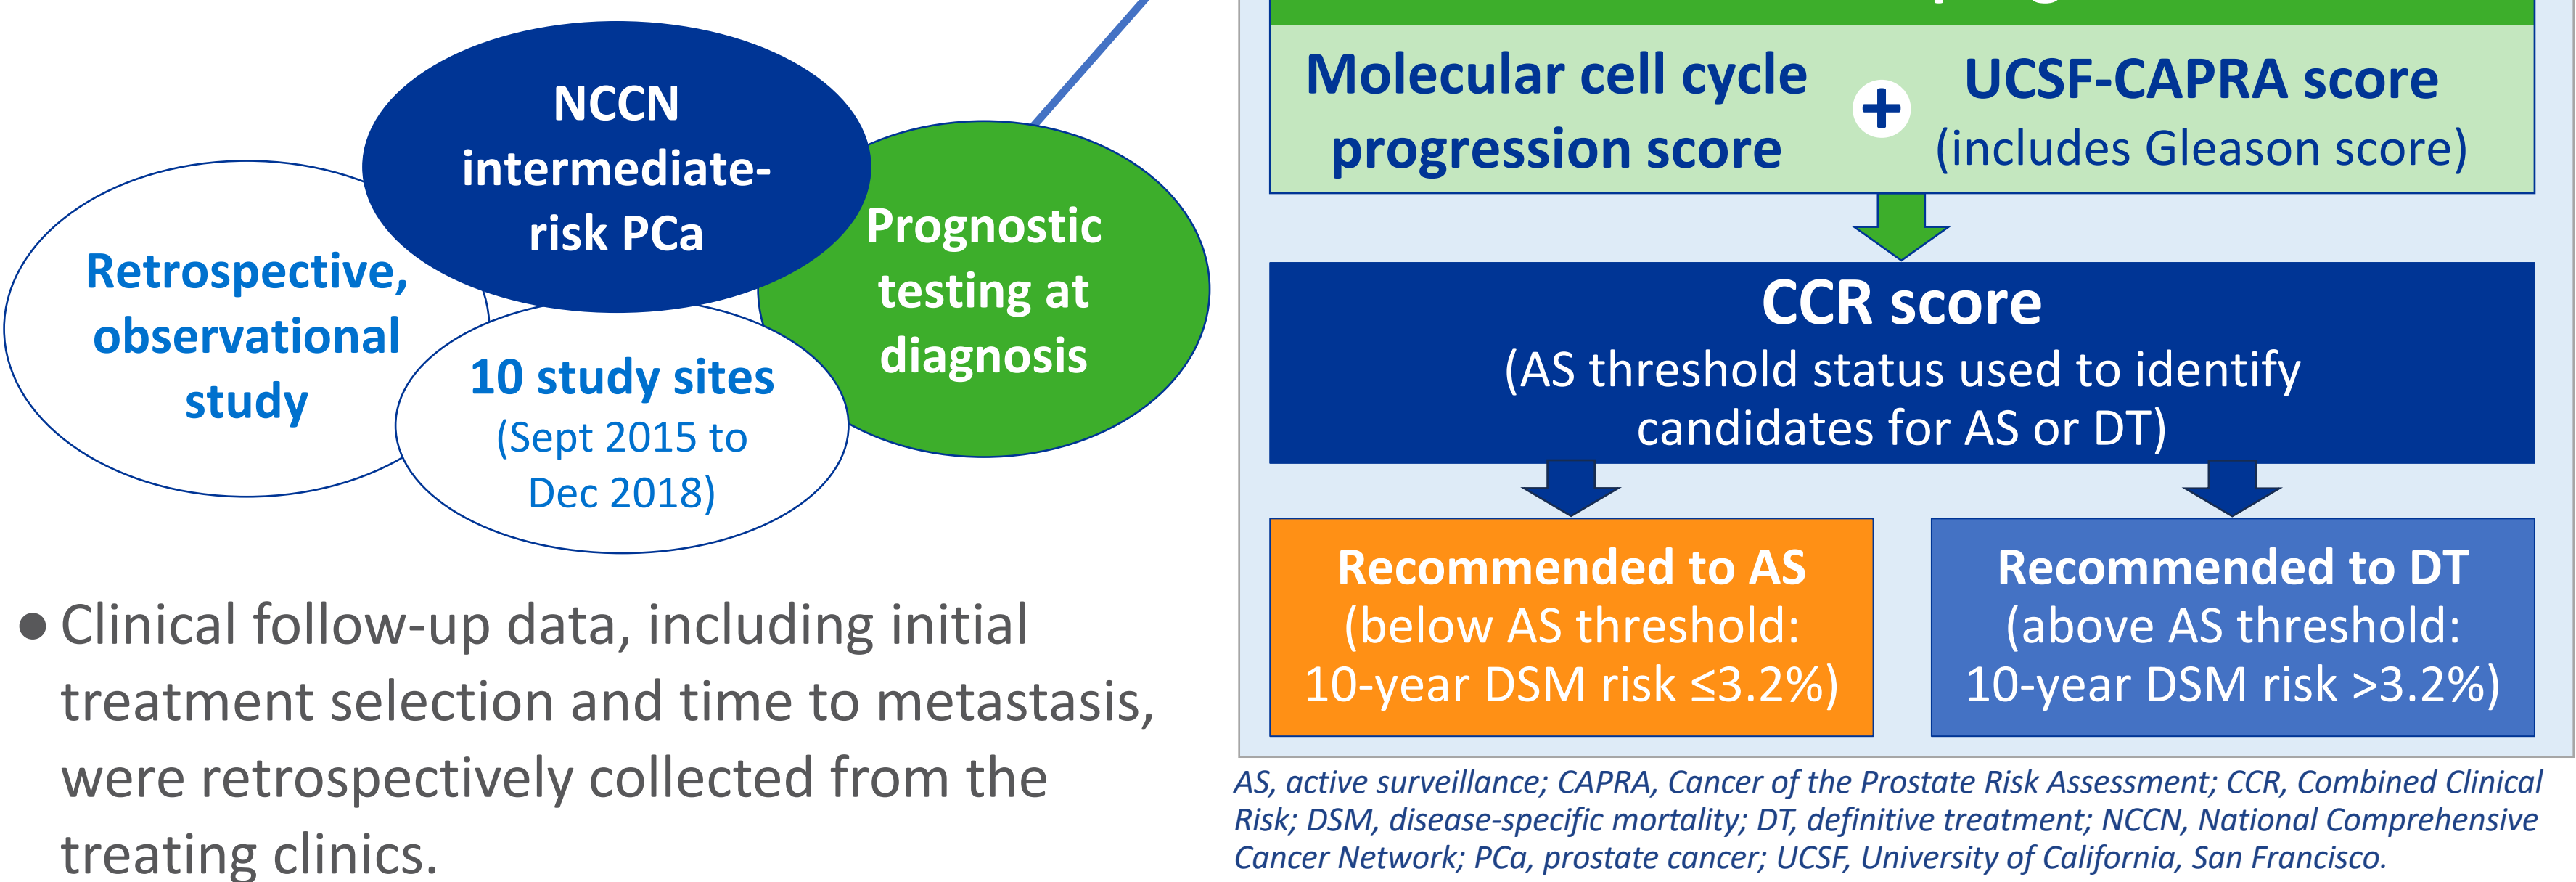 NCCN
intermediate-
risk PCa
Retrospective,
observational
study
10 study sites
(Sept 2015 to
Dec 2018)
Prognostic
testing at
diagnosis
● Clinical follow-up data, including initial
treatment selection and time to metastasis,
were retrospectively collected from the
treating clinics.
Molecular cell cycle
progression score
+
UCSF-CAPRA score
(includes Gleason score)
CCR score
(AS threshold status used to identify
candidates for AS or DT)
Recommended to AS
(below AS threshold:
10-year DSM risk ≤3.2%)
Recommended to DT
(above AS threshold:
10-year DSM risk >3.2%)
AS, active surveillance; CAPRA, Cancer of the Prostate Risk Assessment; CCR, Combined Clinical
Risk; DSM, disease-specific mortality; DT, definitive treatment; NCCN, National Comprehensive
Cancer Network; PCa, prostate cancer; UCSF, University of California, San Francisco.